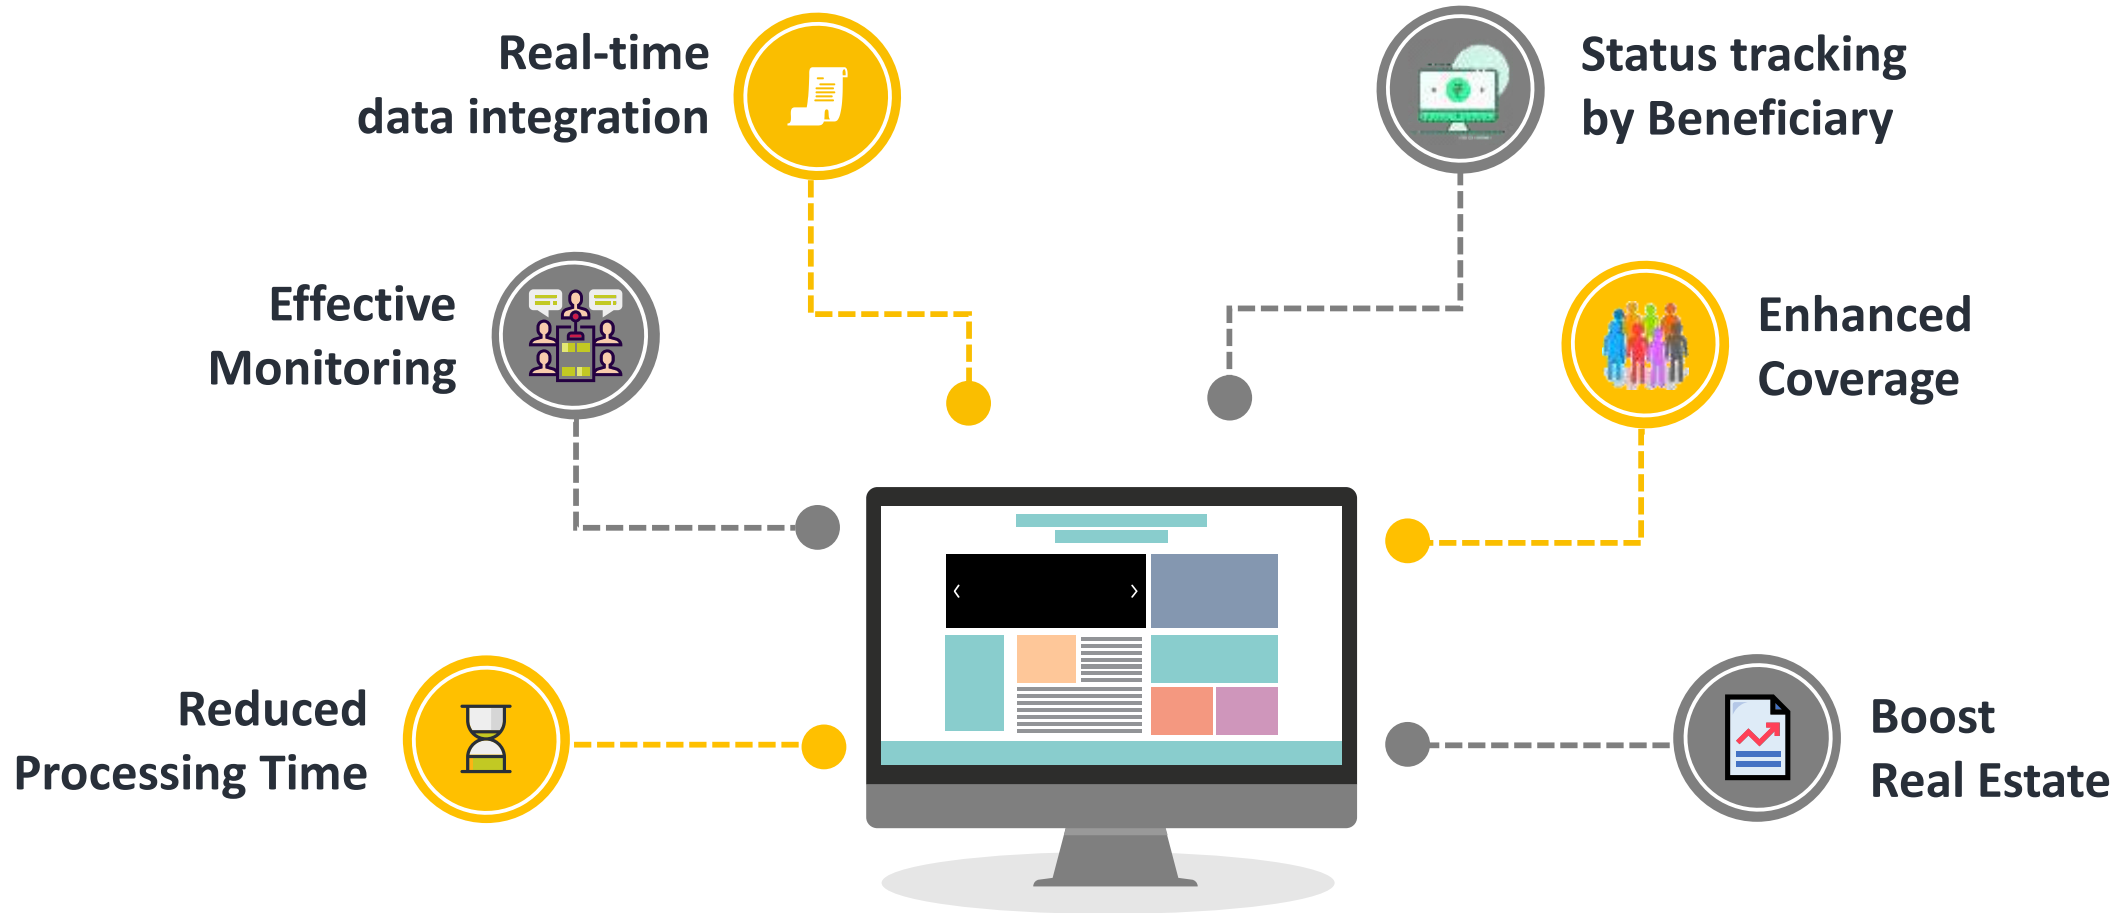 Real-time
data integration
Status tracking
by Beneficiary
Effective
Monitoring
Enhanced
Coverage
Reduced
Processing Time
Boost
Real Estate